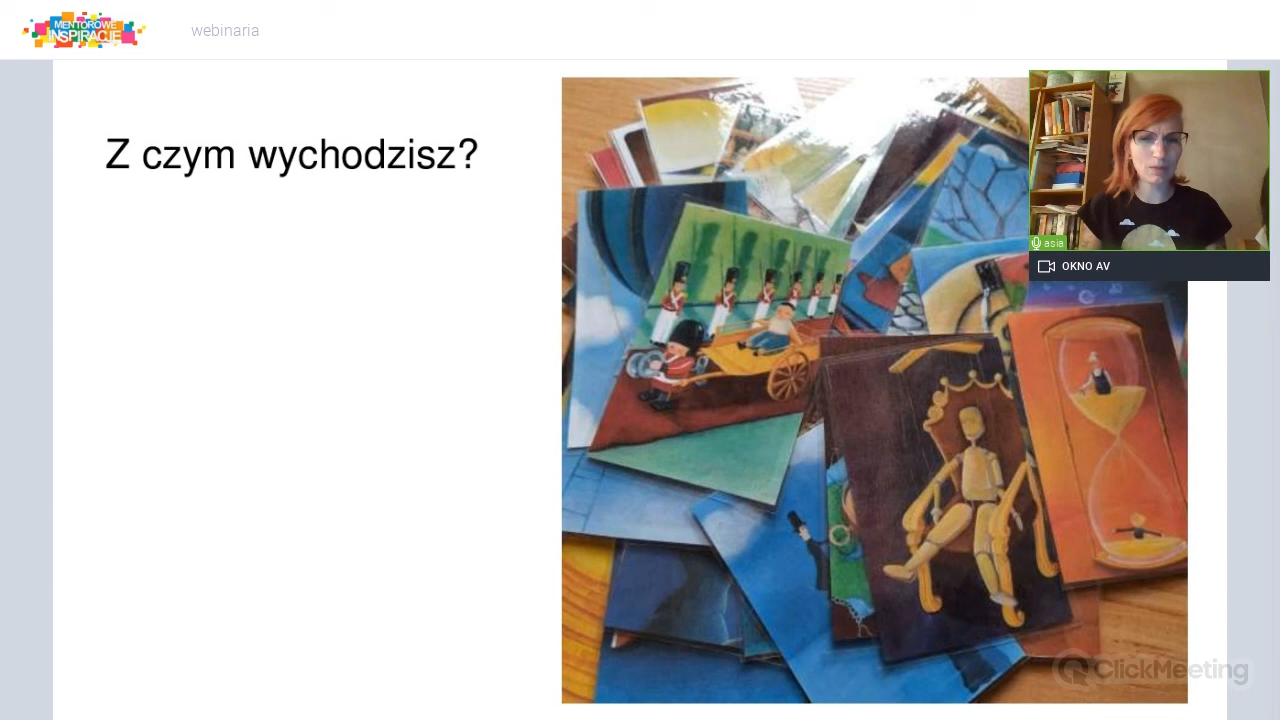 MENTOROWE
INSPIRACJE
webinaria
Z czym wychodzisz?
asia
OKNO AV
ClickMeeting